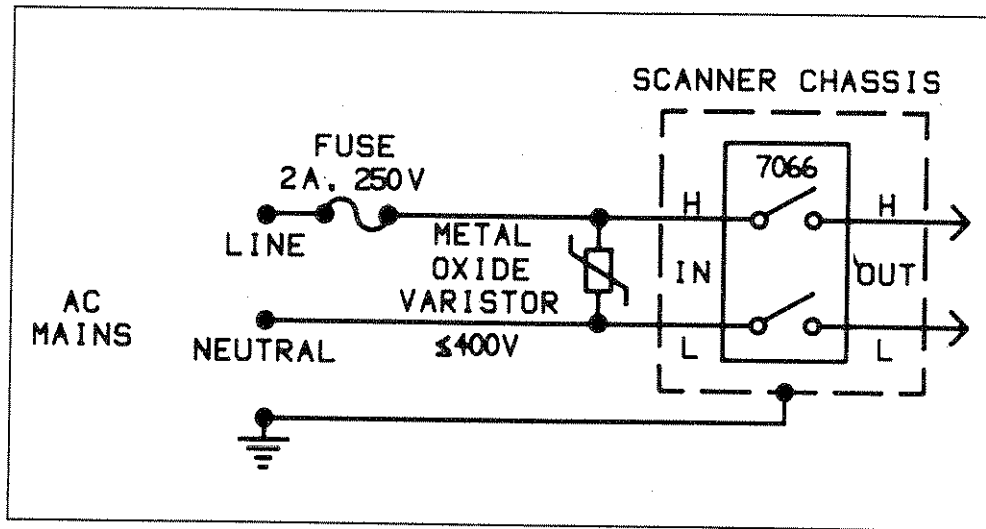 SCANNER CHASSIS
FUSE
2A. 250V
7066
H
H
LINE
METAL
OXIDE
VARISTOR
≤400V
IN
OUT
AC
MAINS
NEUTRAL
L
L